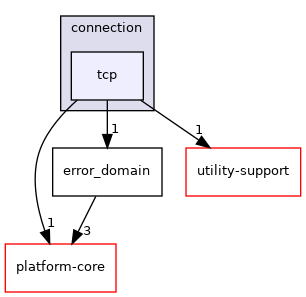 connection
tcp
1
1
error_domain
utility-support
1
3
platform-core